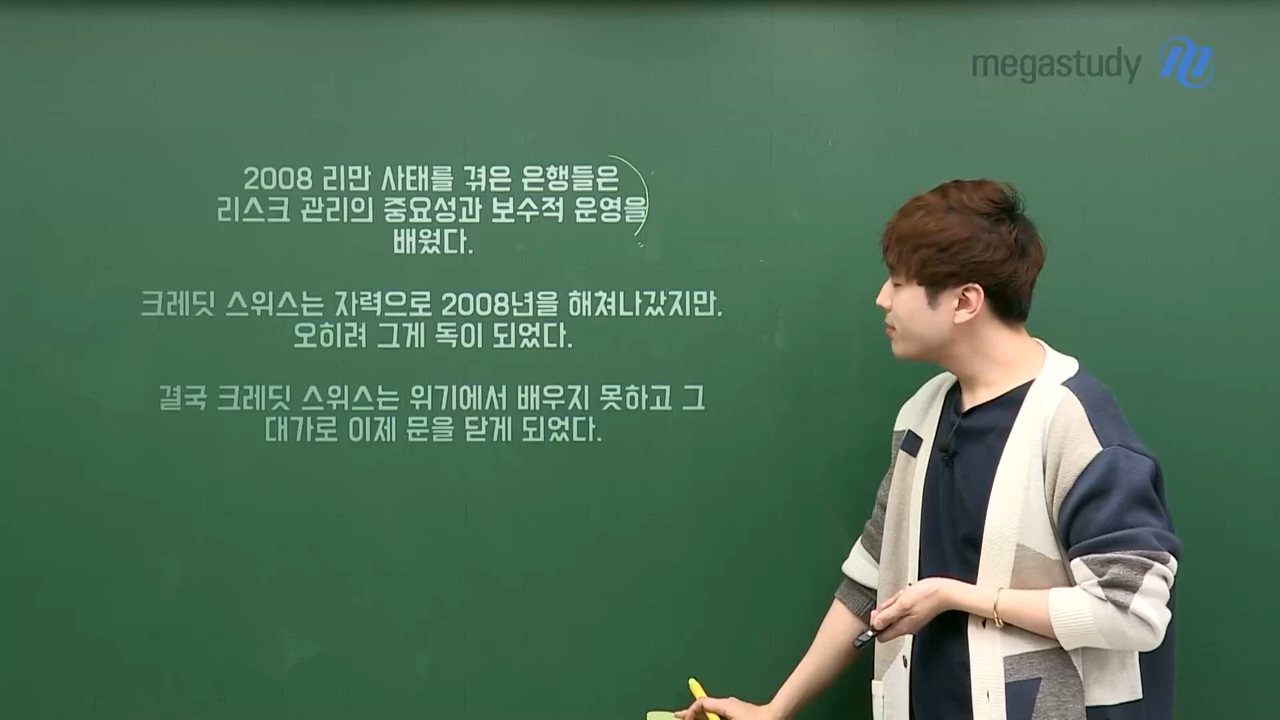 megastudy
2008 리만 사태를 겪은 은행들은
리스크 관리의 중요성과 보수적 운영을
배웠다.
크레딧 스위스는 자력으로 2008년을 해쳐나갔지만,
오히려 그게 독이 되었다.
결국 크레딧 스위스는 위기에서 배우지 못하고 그
대가로 이제 문을 닫게 되었다.